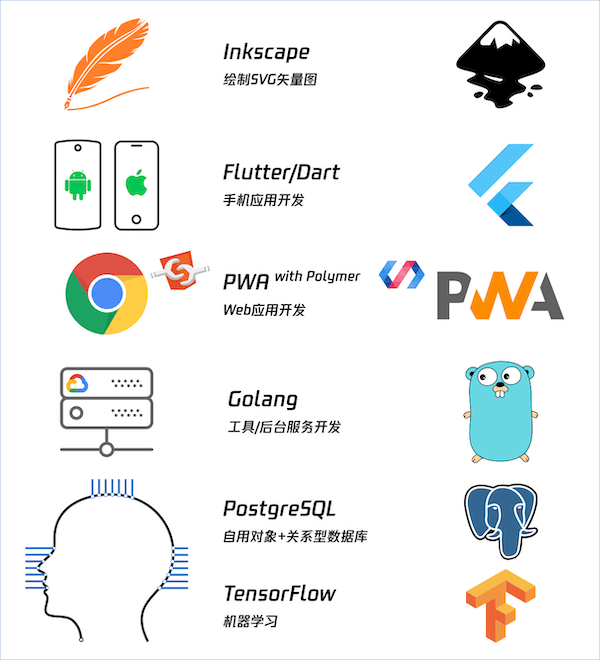 Inkscape
绘制SVG矢量图
Flutter/Dart
手机应用开发
PWA with Polymer
Web应用开发
PWA
Golang
工具/后台服务开发
PostgreSQL
自用对象+关系型数据库
TensorFlow
机器学习